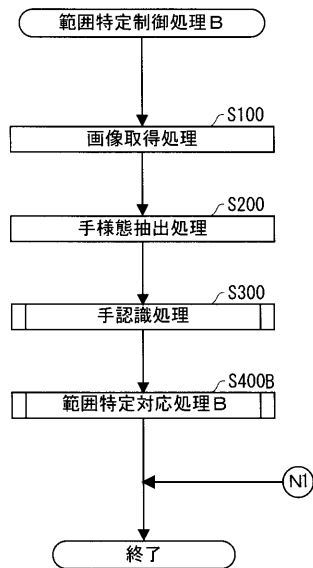 範囲特定制御処理B
S100
画像取得処理
S200
手様態抽出処理
S300
手認識処理
S400B
範囲特定対応処理B
N1
終了